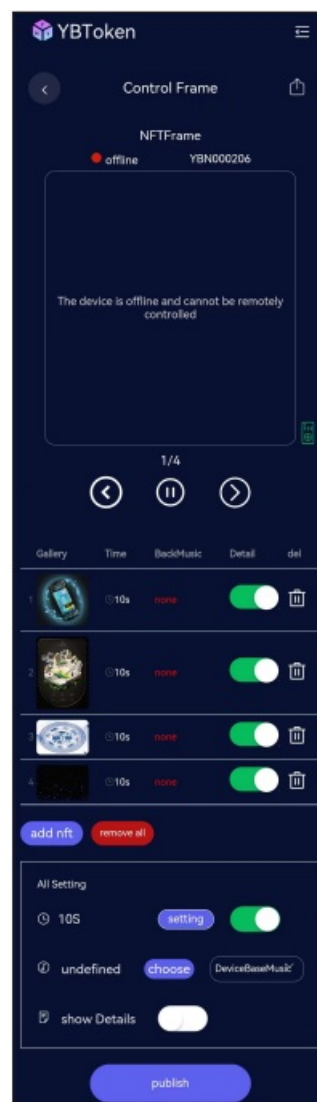 YBToken
Control Frame
NFTFrame
offline YBN000206
The device is offline and cannot be remotely
controlled
1/4
Gallery Time BackMusic Detail del
1 10s none
2 10s none
3 10s none
4 10s none
add nft remove all
All Setting
10S setting
undefined choose DeviceBaseMusic
show Details
publish